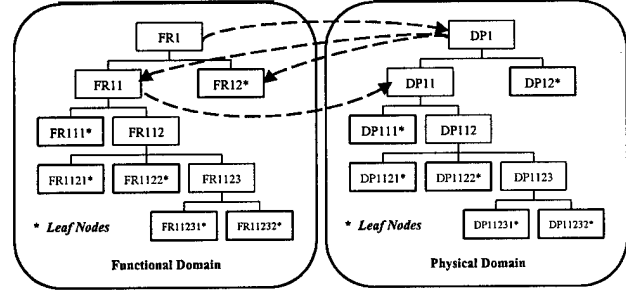 FR1
FR11
FR12*
FR111*
FR112
FR1121*
FR1122*
FR1123
FR11231*
FR11232*
* Leaf Nodes
Functional Domain
DP1
DP11
DP12*
DP111*
DP112
DP1121*
DP1122*
DP1123
DP11231*
DP11232*
* Leaf Nodes
Physical Domain